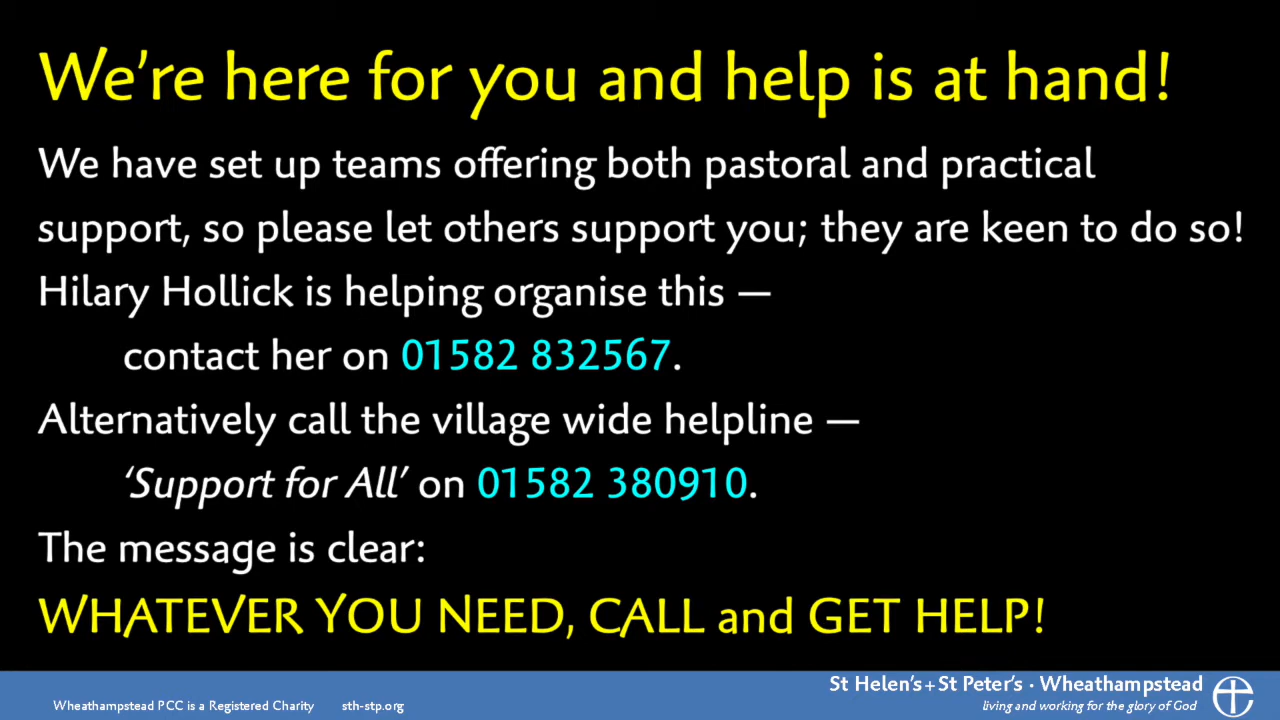 We're here for you and help is at hand!
We have set up teams offering both pastoral and practical
support, so please let others support you; they are keen to do so!
Hilary Hollick is helping organise this —
contact her on 01582 832567.
Alternatively call the village wide helpline —
‘Support for All’ on 01582 380910.
The message is clear:
WHATEVER YOU NEED, CALL and GET HELP!
St Helen's+St Peter's · Wheathampstead
living and working for the glory of God
Wheathampstead PCC is a Registered Charity sth-stp.org